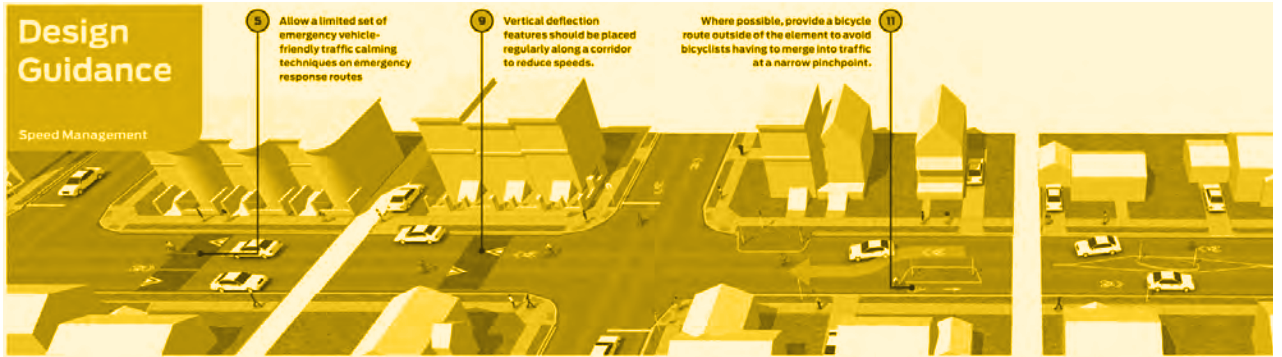 Design
Guidance
Speed Management
5
Allow a limited set of
emergency vehicle-
friendly traffic calming
techniques on emergency
response routes
9
Vertical deflection
features should be placed
regularly along a corridor
to reduce speeds.
11
Where possible, provide a bicycle
route outside of the element to avoid
bicyclists having to merge into traffic
at a narrow pinchpoint.